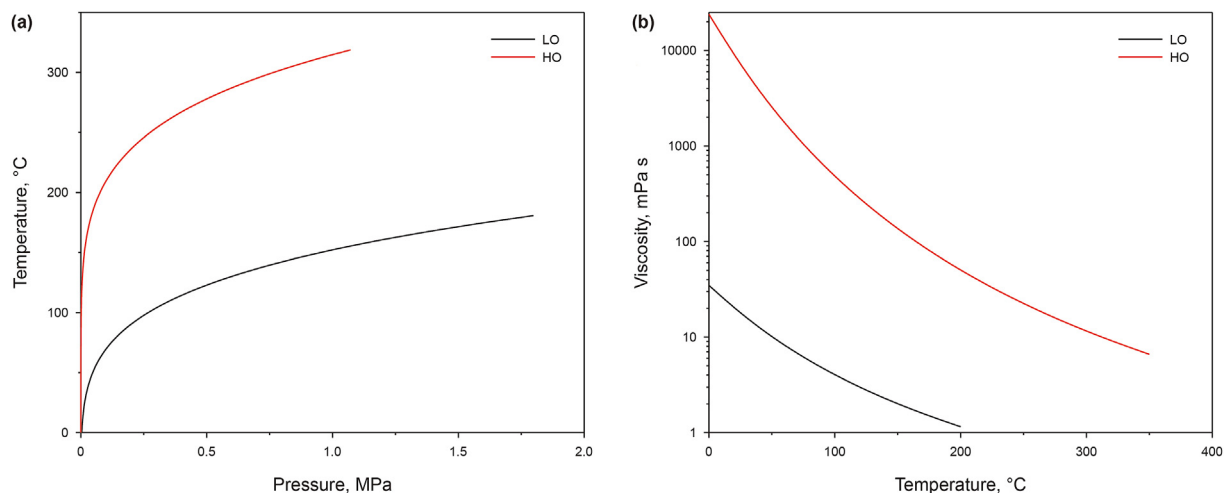 (a)
LO
HO
300
200
100
0
0
0.5
1.0
1.5
2.0
Temperature, °C
Pressure, MPa
(b)
LO
HO
10000
1000
100
10
1
0
100
200
300
400
Viscosity, mPa s
Temperature, °C